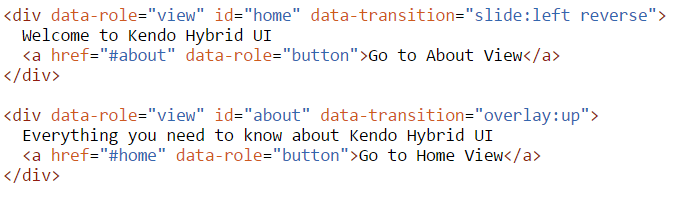 <div data-role="view" id="home" data-transition="slide:left reverse">
  Welcome to Kendo Hybrid UI
  <a href="#about" data-role="button">Go to About View</a>
</div>

<div data-role="view" id="about" data-transition="overlay:up">
  Everything you need to know about Kendo Hybrid UI
  <a href="#home" data-role="button">Go to Home View</a>
</div>